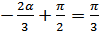 −2α/3 + π/2 = π/3